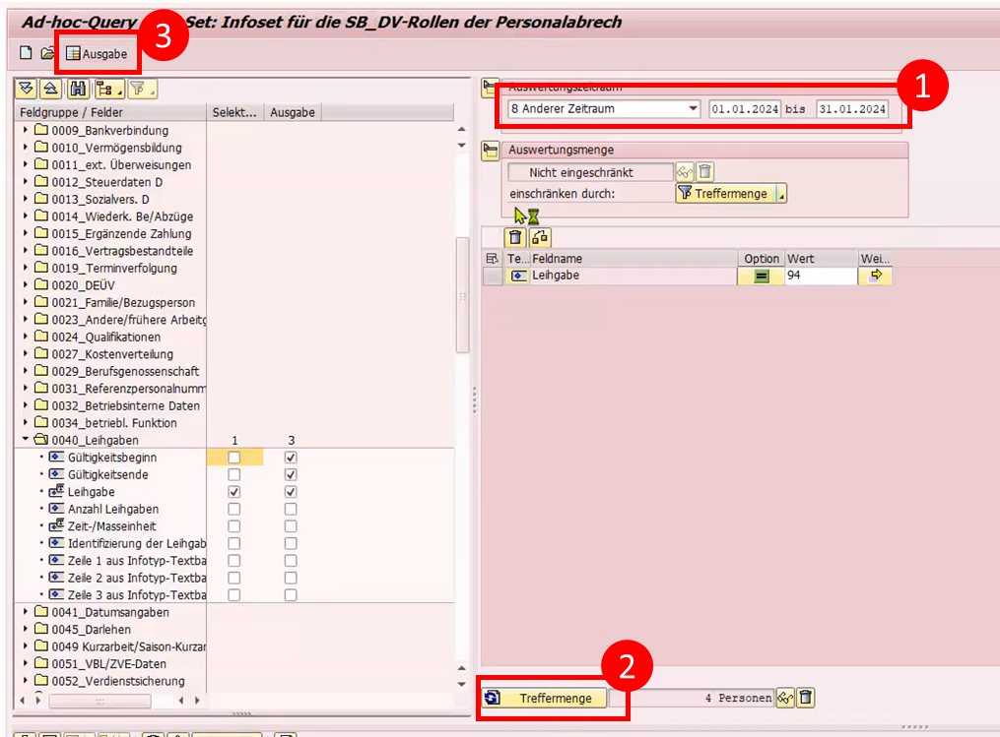 Ad-hoc-Query Set: Infoset für die SB_DV-Rollen der Personalabrech
3
Ausgabe
1
Auswertungszeitraum
8 Anderer Zeitraum 01.01.2024 bis 31.01.2024
Auswertungsmenge
Nicht eingeschränkt
einschränken durch: Treffermenge
Feldgruppe / Felder Selekt... Ausgabe
0009_Bankverbindung
0010_Vermögensbildung
0011_ext. Überweisungen
0012_Steuerdaten D
0013_Sozialvers. D
0014_Wiederk. Be/Abzüge
0015_Ergänzende Zahlung
0016_Vertragsbestandteile
0019_Terminverfolgung
0020_DEÜV
0021_Familie/Bezugsperson
0023_Andere/frühere Arbeitg
0024_Qualifikationen
0027_Kostenverteilung
0029_Berufsgenossenschaft
0031_Referenzpersonalnumm
0032_Betriebsinterne Daten
0034_betriebl. Funktion
0040_Leihgaben 1 3
Gültigkeitsbeginn
Gültigkeitsende
Leihgabe
Anzahl Leihgaben
Zeit-/Masseinheit
Identifizierung der Leihgab
Zeile 1 aus Infotyp-Textba
Zeile 2 aus Infotyp-Textba
Zeile 3 aus Infotyp-Textba
0041_Datumsangaben
0045_Darlehen
0049 Kurzarbeit/Saison-Kurzar
0051_VBL/ZVE-Daten
0052_Verdienstsicherung
Te... Feldname Option Wert Wei...
Leihgabe 94
2
Treffermenge 4 Personen